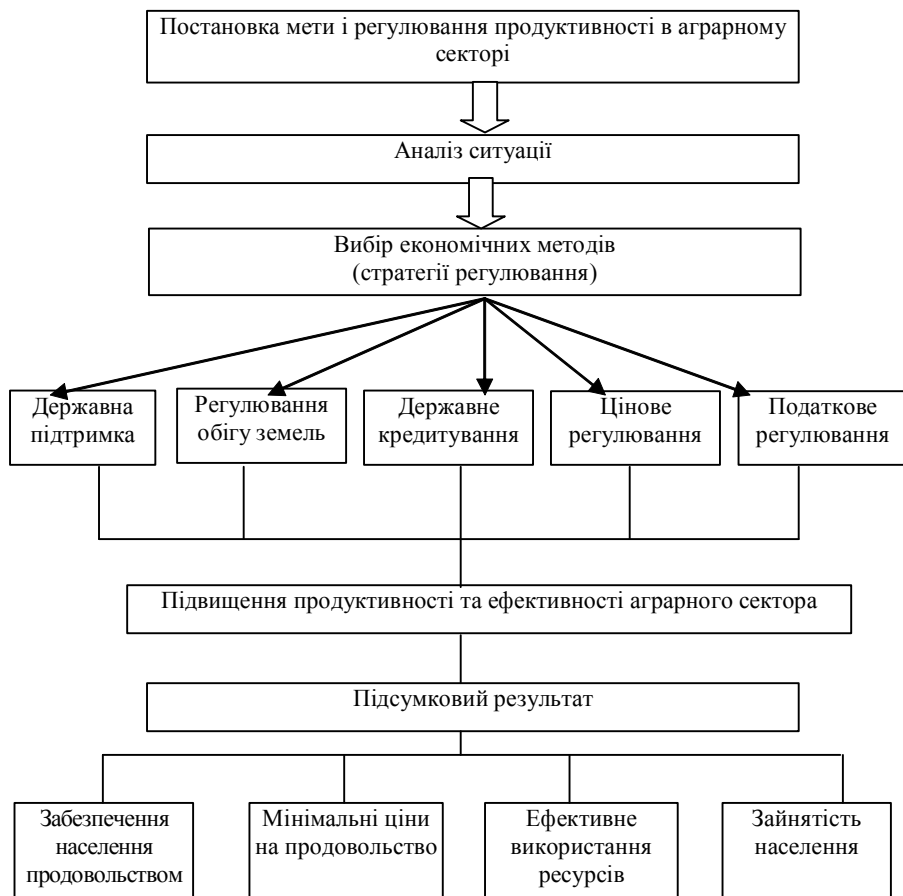 Постановка мети і регулювання продуктивності в аграрному
секторі
Аналіз ситуації
Вибір економічних методів
(стратегії регулювання)
Державна
підтримка
Регулювання
обігу земель
Державне
кредитування
Цінове
регулювання
Податкове
регулювання
Підвищення продуктивності та ефективності аграрного сектора
Підсумковий результат
Забезпечення
населення
продовольством
Мінімальні ціни
на продовольство
Ефективне
використання
ресурсів
Зайнятість
населення